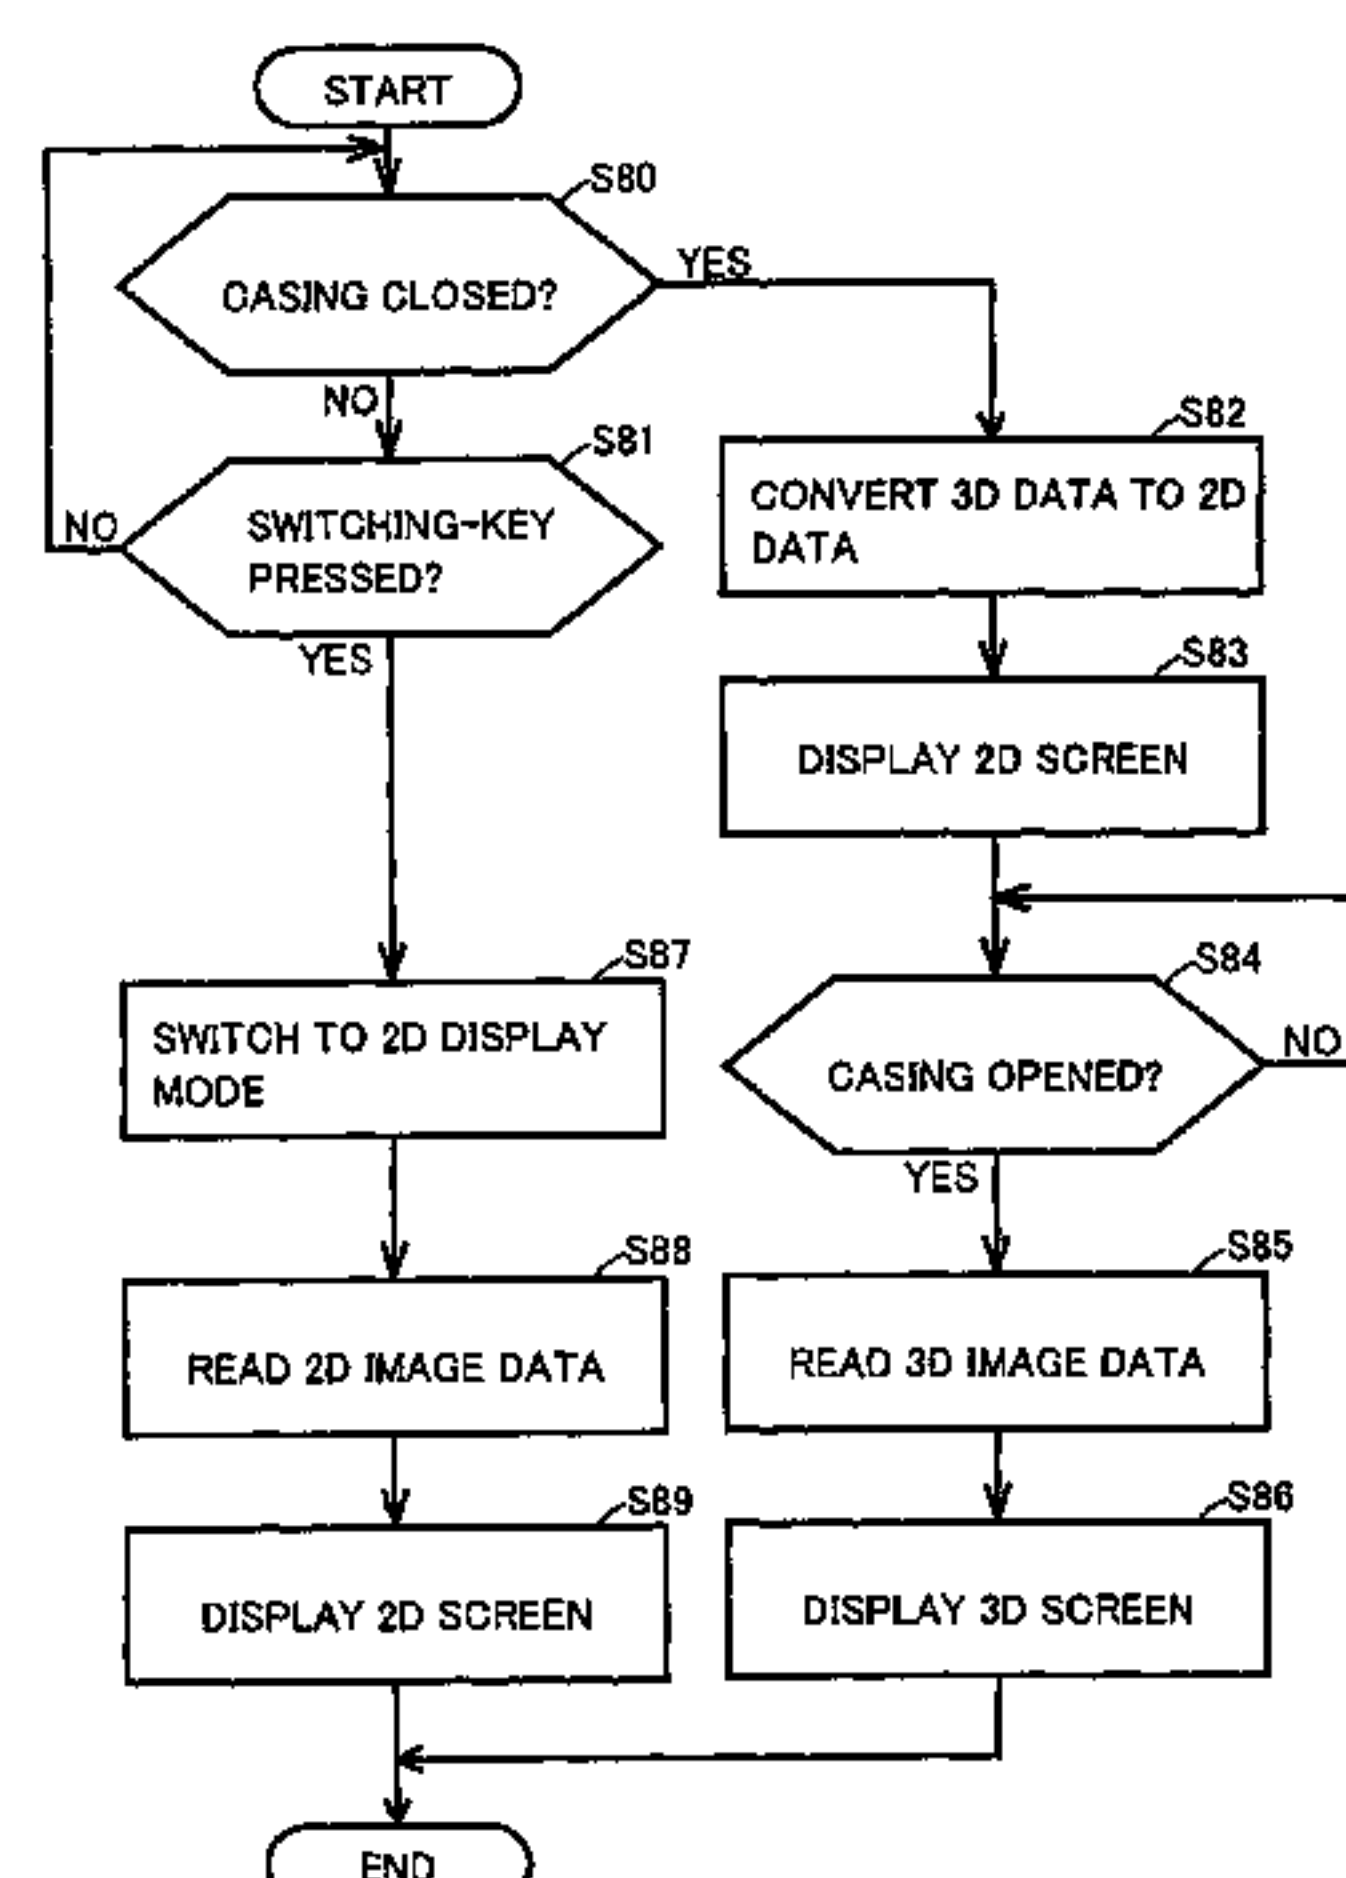 START
S80
CASING CLOSED?
YES
NO
S81
SWITCHING-KEY
PRESSED?
NO
YES
S82
CONVERT 3D DATA TO 2D
DATA
S83
DISPLAY 2D SCREEN
S84
CASING OPENED?
NO
YES
S87
SWITCH TO 2D DISPLAY
MODE
S88
READ 2D IMAGE DATA
S85
READ 3D IMAGE DATA
S89
DISPLAY 2D SCREEN
S86
DISPLAY 3D SCREEN
END